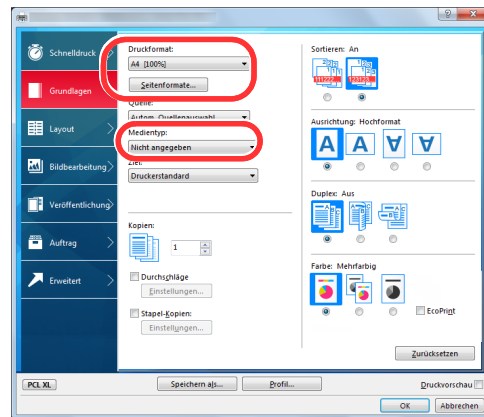 Schnelldruck
Grundlagen
Layout
Bildbearbeitung
Veröffentlichung
Auftrag
Erweitert
Druckformat:
A4 [100%]
Seitenformate...
Quelle:
Autom. Quellenauswahl
Medientyp:
Nicht angegeben
Ziel:
Druckerstandard
Kopien:
1
Durchschläge
Einstellungen...
Stapel-Kopien:
Einstellungen...
Sortieren: An
Ausrichtung: Hochformat
A A A A
Duplex: Aus
Farbe: Mehrfarbig
EcoPrint
Zurücksetzen
PCL XL
Speichern als...
Profil...
Druckvorschau
OK
Abbrechen